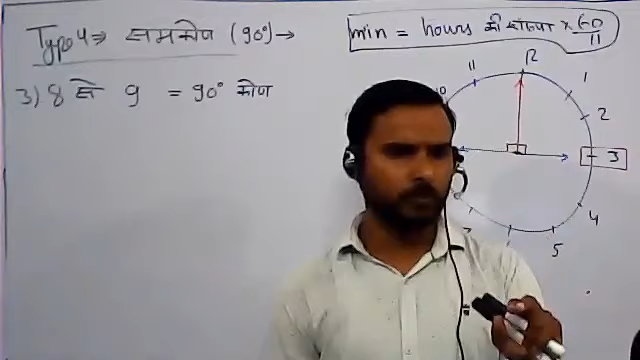 Type 4 ⇒ समकोण (90°) →
min = hours की संख्या × 60/11
3) 8 से 9 = 90° कोण
11
12
1
10
2
3
4
5